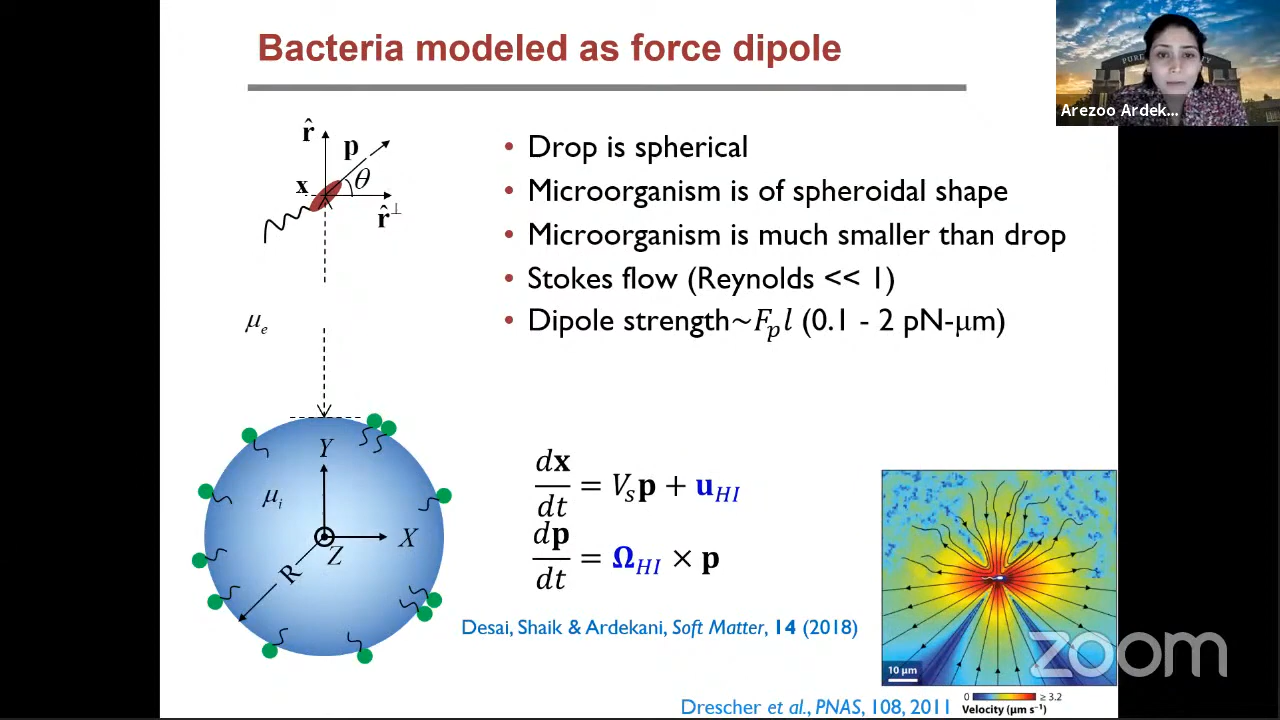 Bacteria modeled as force dipole
Arezoo Ardek...
r̂
p
x
θ
r̂⊥
• Drop is spherical
• Microorganism is of spheroidal shape
• Microorganism is much smaller than drop
• Stokes flow (Reynolds << 1)
• Dipole strength~Fₚl (0.1 - 2 pN-μm)
μₑ
Y
μᵢ
X
Z
R
dx/dt = Vₛp + u_HI
dp/dt = Ω_HI × p
Desai, Shaik & Ardekani, Soft Matter, 14 (2018)
10 μm
zoom
Drescher et al., PNAS, 108, 2011
0 ≥ 3.2
Velocity (μm s⁻¹)